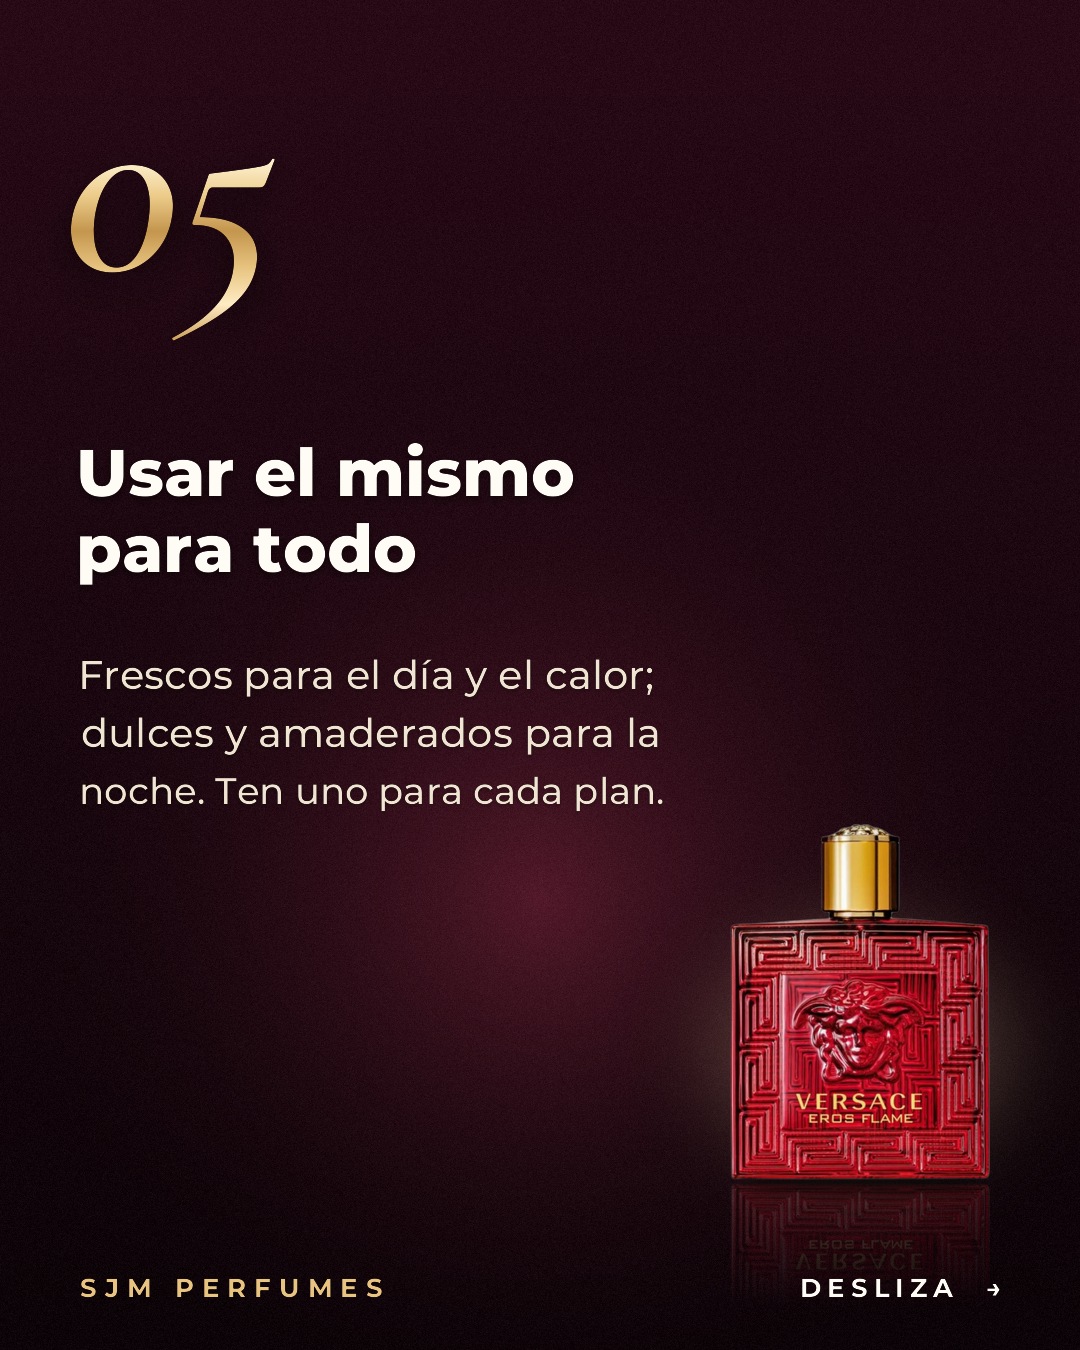 05
Usar el mismo
para todo
Frescos para el día y el calor;
dulces y amaderados para la
noche. Ten uno para cada plan.
VERSACE
EROS FLAME
SJM PERFUMES
DESLIZA →